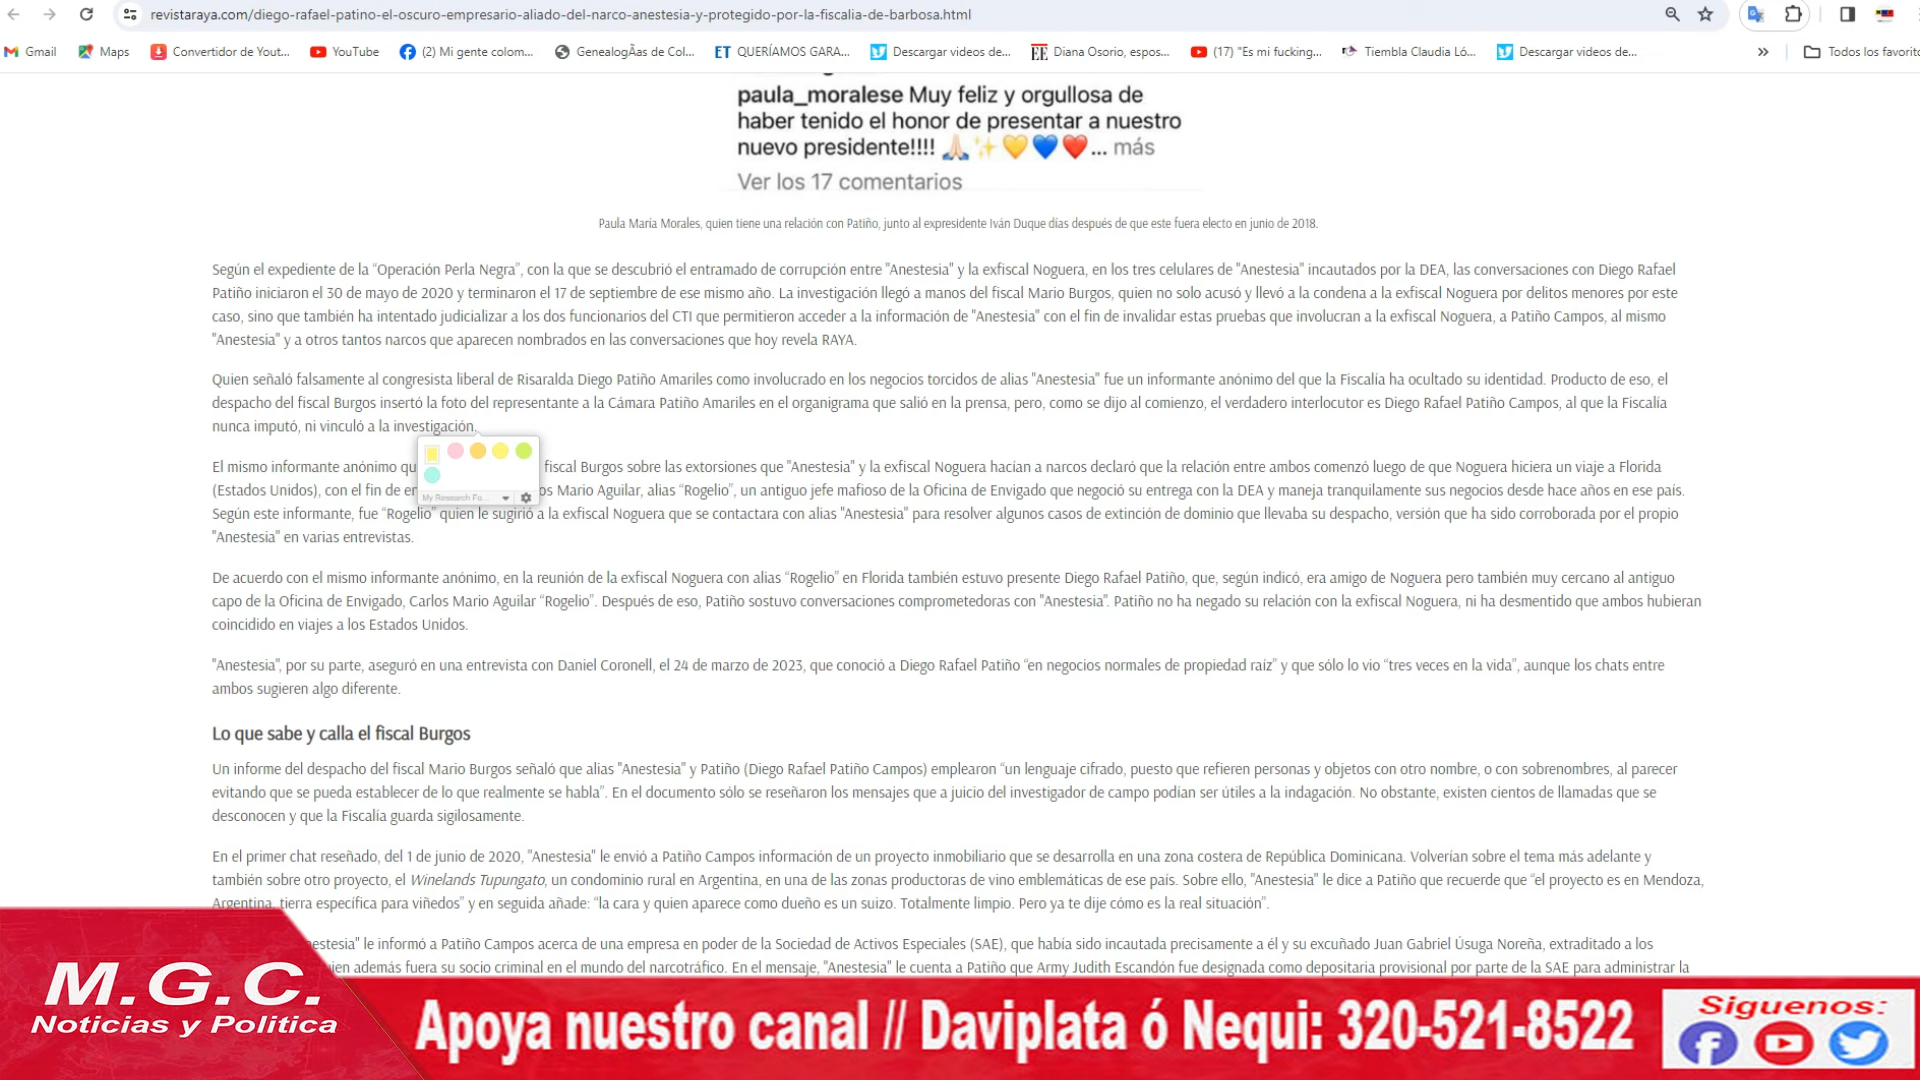 revistaraya.com/diego-rafael-patino-el-oscuro-empresario-aliado-del-narco-anestesia-y-protegido-por-la-fiscalia-de-barbosa.html
Gmail Maps Convertidor de Yout... YouTube (2) Mi gente colom... GenealogÃas de Col... ET QUERÍAMOS GARA... Descargar videos de... EE Diana Osorio, espos... (17) "Es mi fucking... Tiembla Claudia Ló... Descargar videos de... » Todos los favorito
paula_moralese Muy feliz y orgullosa de
haber tenido el honor de presentar a nuestro
nuevo presidente!!!! 🙏🏻✨💛💙❤️... más
Ver los 17 comentarios
Paula María Morales, quien tiene una relación con Patiño, junto al expresidente Iván Duque días después de que este fuera electo en junio de 2018.
Según el expediente de la “Operación Perla Negra”, con la que se descubrió el entramado de corrupción entre "Anestesia" y la exfiscal Noguera, en los tres celulares de "Anestesia" incautados por la DEA, las conversaciones con Diego Rafael
Patiño iniciaron el 30 de mayo de 2020 y terminaron el 17 de septiembre de ese mismo año. La investigación llegó a manos del fiscal Mario Burgos, quien no solo acusó y llevó a la condena a la exfiscal Noguera por delitos menores por este
caso, sino que también ha intentado judicializar a los dos funcionarios del CTI que permitieron acceder a la información de "Anestesia" con el fin de invalidar estas pruebas que involucran a la exfiscal Noguera, a Patiño Campos, al mismo
"Anestesia" y a otros tantos narcos que aparecen nombrados en las conversaciones que hoy revela RAYA.
Quien señaló falsamente al congresista liberal de Risaralda Diego Patiño Amariles como involucrado en los negocios torcidos de alias "Anestesia" fue un informante anónimo del que la Fiscalía ha ocultado su identidad. Producto de eso, el
despacho del fiscal Burgos insertó la foto del representante a la Cámara Patiño Amariles en el organigrama que salió en la prensa, pero, como se dijo al comienzo, el verdadero interlocutor es Diego Rafael Patiño Campos, al que la Fiscalía
nunca imputó, ni vinculó a la investigación.
El mismo informante anónimo qu fiscal Burgos sobre las extorsiones que "Anestesia" y la exfiscal Noguera hacían a narcos declaró que la relación entre ambos comenzó luego de que Noguera hiciera un viaje a Florida
(Estados Unidos), con el fin de en os Mario Aguilar, alias “Rogelio”, un antiguo jefe mafioso de la Oficina de Envigado que negoció su entrega con la DEA y maneja tranquilamente sus negocios desde hace años en ese país.
My Research Fo...
Según este informante, fue “Rogelio” quien le sugirió a la exfiscal Noguera que se contactara con alias "Anestesia" para resolver algunos casos de extinción de dominio que llevaba su despacho, versión que ha sido corroborada por el propio
"Anestesia" en varias entrevistas.
De acuerdo con el mismo informante anónimo, en la reunión de la exfiscal Noguera con alias “Rogelio” en Florida también estuvo presente Diego Rafael Patiño, que, según indicó, era amigo de Noguera pero también muy cercano al antiguo
capo de la Oficina de Envigado, Carlos Mario Aguilar “Rogelio”. Después de eso, Patiño sostuvo conversaciones comprometedoras con "Anestesia". Patiño no ha negado su relación con la exfiscal Noguera, ni ha desmentido que ambos hubieran
coincidido en viajes a los Estados Unidos.
"Anestesia", por su parte, aseguró en una entrevista con Daniel Coronell, el 24 de marzo de 2023, que conoció a Diego Rafael Patiño “en negocios normales de propiedad raíz” y que sólo lo vio “tres veces en la vida”, aunque los chats entre
ambos sugieren algo diferente.
Lo que sabe y calla el fiscal Burgos
Un informe del despacho del fiscal Mario Burgos señaló que alias "Anestesia" y Patiño (Diego Rafael Patiño Campos) emplearon “un lenguaje cifrado, puesto que refieren personas y objetos con otro nombre, o con sobrenombres, al parecer
evitando que se pueda establecer de lo que realmente se habla”. En el documento sólo se reseñaron los mensajes que a juicio del investigador de campo podían ser útiles a la indagación. No obstante, existen cientos de llamadas que se
desconocen y que la Fiscalía guarda sigilosamente.
En el primer chat reseñado, del 1 de junio de 2020, "Anestesia" le envió a Patiño Campos información de un proyecto inmobiliario que se desarrolla en una zona costera de República Dominicana. Volverían sobre el tema más adelante y
también sobre otro proyecto, el Winelands Tupungato, un condominio rural en Argentina, en una de las zonas productoras de vino emblemáticas de ese país. Sobre ello, "Anestesia" le dice a Patiño que recuerde que “el proyecto es en Mendoza,
Argentina, tierra específica para viñedos” y en seguida añade: “la cara y quien aparece como dueño es un suizo. Totalmente limpio. Pero ya te dije cómo es la real situación”.
nestesia" le informó a Patiño Campos acerca de una empresa en poder de la Sociedad de Activos Especiales (SAE), que había sido incautada precisamente a él y su excuñado Juan Gabriel Úsuga Noreña, extraditado a los
ien además fuera su socio criminal en el mundo del narcotráfico. En el mensaje, "Anestesia" le cuenta a Patiño que Army Judith Escandón fue designada como depositaria provisional por parte de la SAE para administrar la
M.G.C.
Noticias y Politica
Apoya nuestro canal // Daviplata ó Nequi: 320-521-8522
Siguenos: